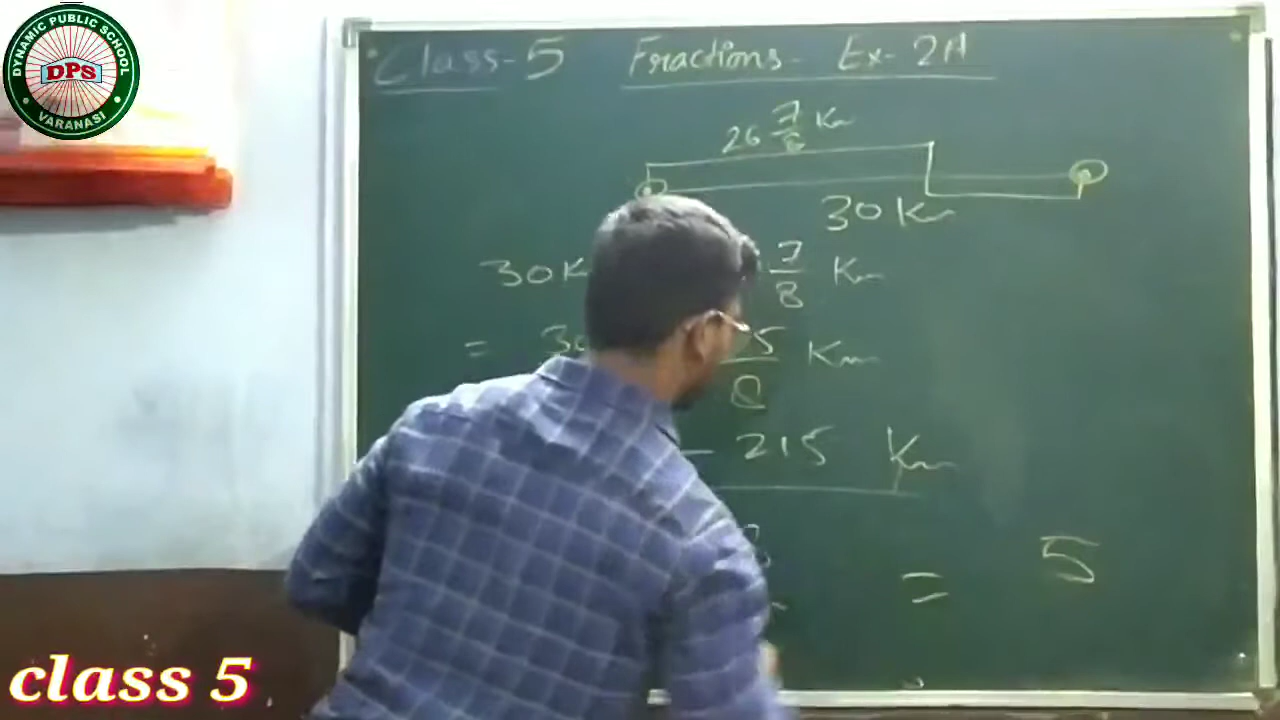 DYNAMIC PUBLIC SCHOOL
DPS
VARANASI
Class-5 Fractions- Ex-2A
26 7/8 Km
30 Km
30 K 7/8 Km
= 30 5/8 Km
- 215 Km
8
= 5
class 5